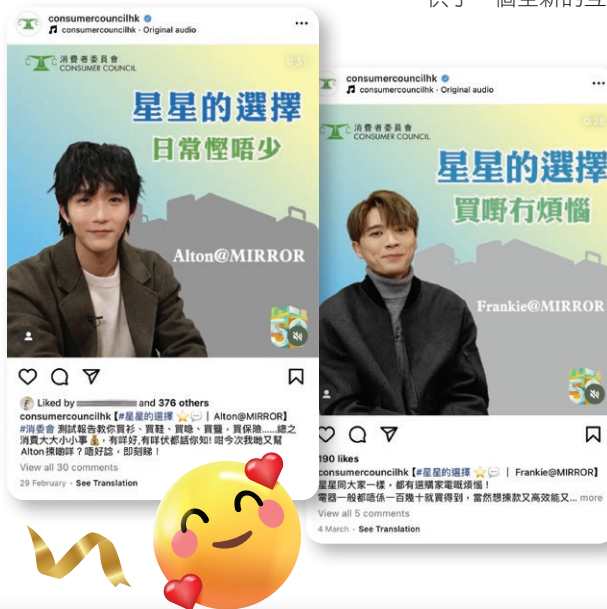 供了一個全新的互
consumercouncilhk
consumercouncilhk · Original audio
消費者委員會
CONSUMER COUNCIL
0:31
星星的選擇
日常慳唔少
Alton@MIRROR
Liked by
and 376 others
consumercouncilhk【#星星的選擇 ⭐💬 | Alton@MIRROR】
#消委會 測試報告教你買衫、買鞋、買喼、買鹽，買保險......總之
消費大大小小事💰，有咩好,有咩伏都話你知! 咁今次我哋又幫
Alton 揀啲咩？唔好諗，即刻睇！
View all 30 comments
29 February · See Translation
consumercouncilhk
consumercouncilhk · Original audio
消費者委員會
CONSUMER COUNCIL
0:28
星星的選擇
買嘢冇煩惱
Frankie@MIRROR
190 likes
consumercouncilhk【#星星的選擇 ⭐💬 | Frankie@MIRROR】
星星同大家一樣，都有選購家電嘅煩惱！
電器一般都唔係一百幾十就買得到，當然想揀款又高效能又... more
View all 5 comments
4 March · See Translation